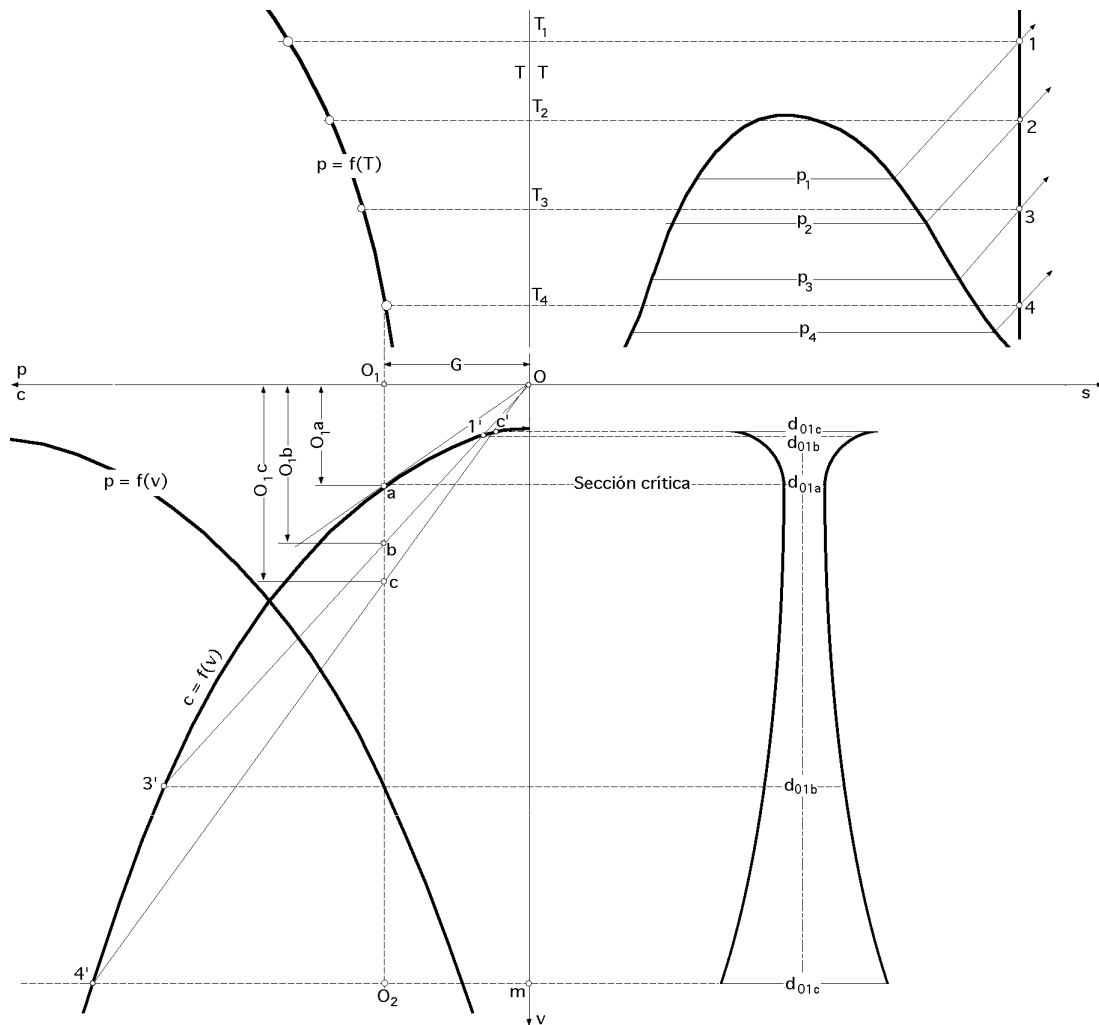 T₁
1
T T
T₂
2
p = f(T)
p₁
T₃
3
p₂
p₃
T₄
4
p₄
G
p
O₁
O
c
s
O₁a
O₁b
O₁c
1'
c'
d₀₁c
d₀₁b
p = f(v)
a
Sección crítica
d₀₁a
b
c
c = f(v)
3'
d₀₁b
4'
O₂
m
d₀₁c
v